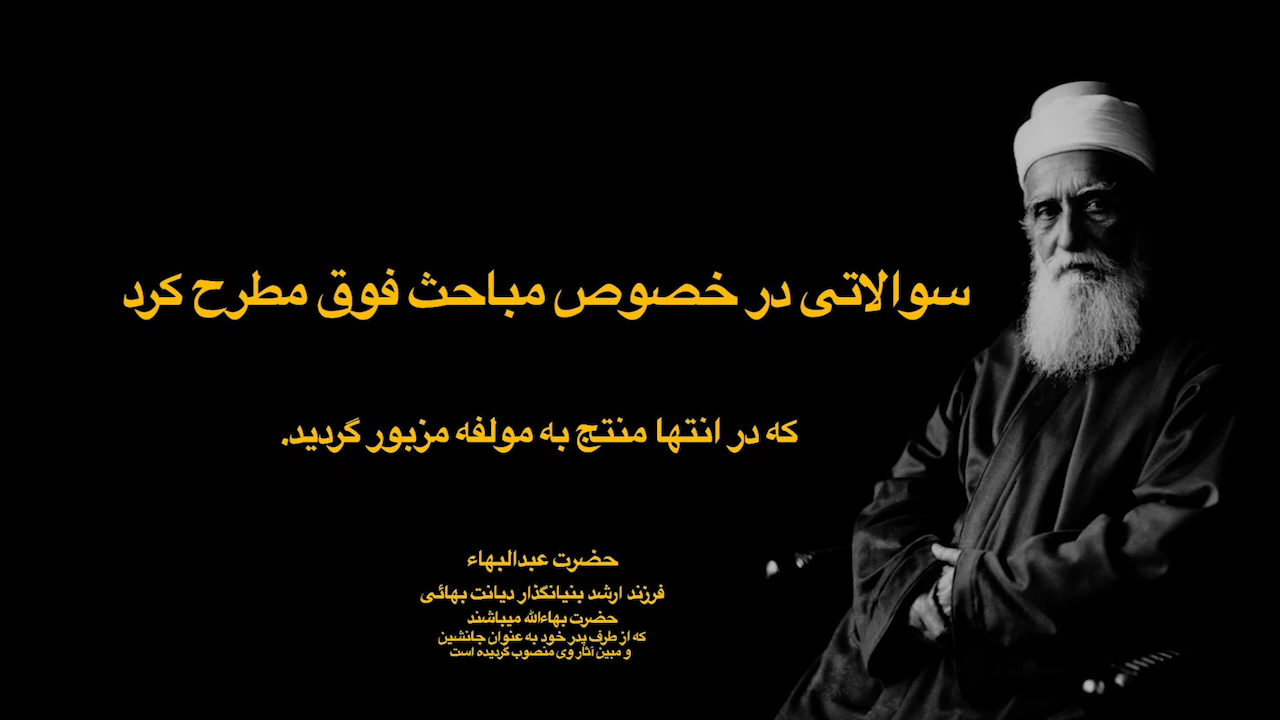 سوالاتی در خصوص مباحث فوق مطرح کرد
که در انتها منتج به مولفه مزبور گردید.
حضرت عبدالبهاء
فرزند ارشد بنیانگذار دیانت بهائی
حضرت بهاءالله میباشند
که از طرف پدر خود به عنوان جانشین
و مبین آثار وی منصوب گردیده است